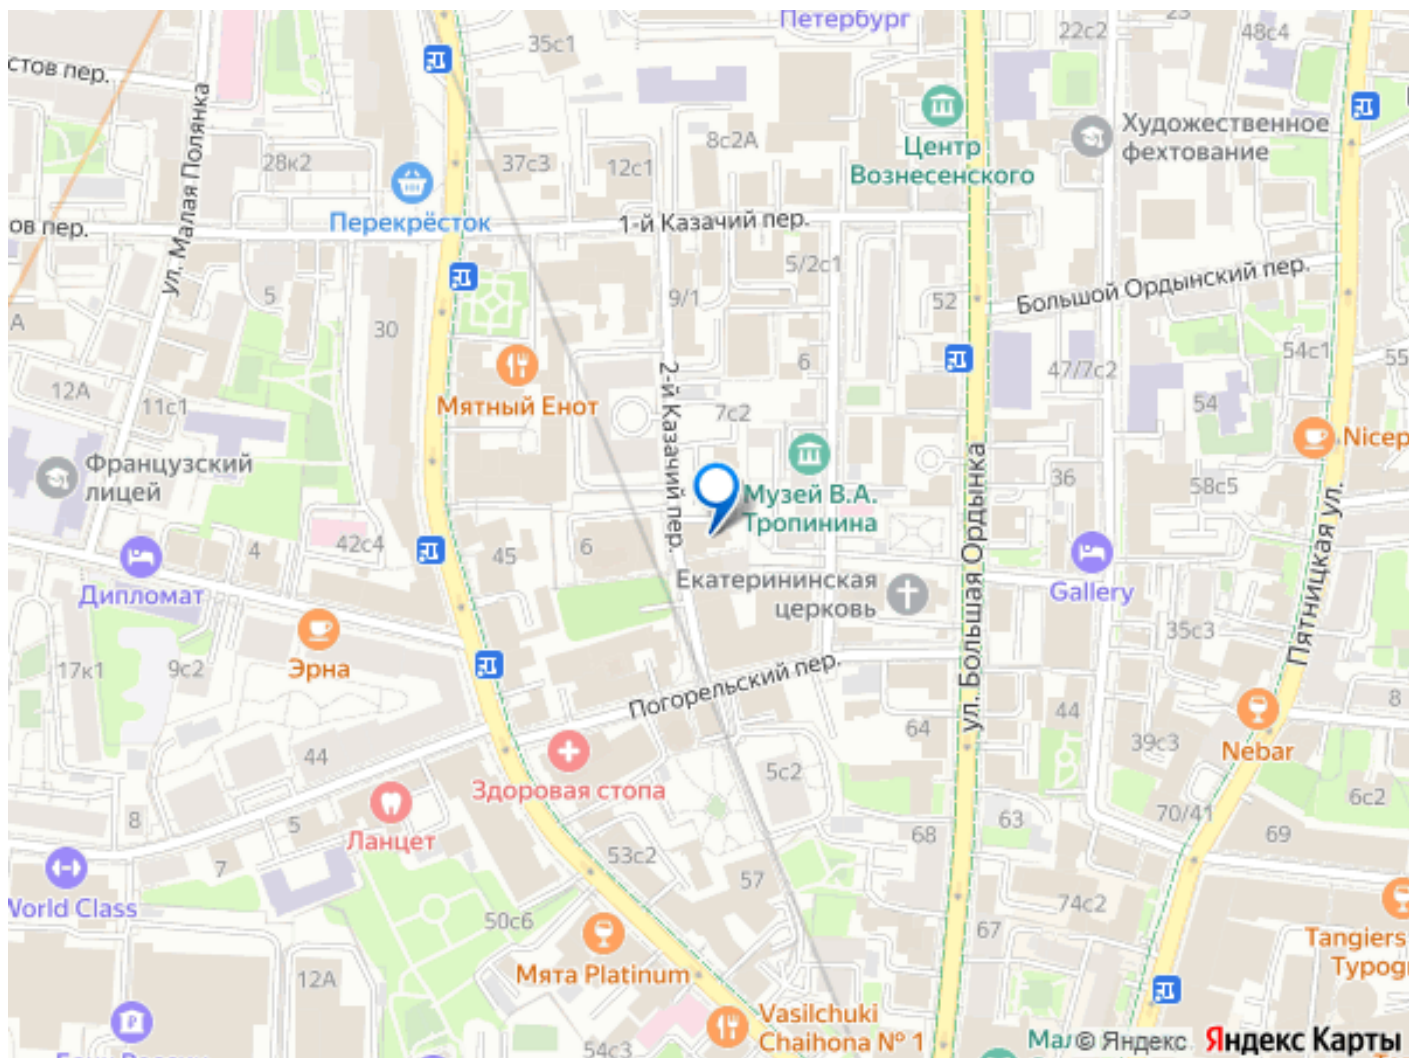 Петербург
35с1
22с2
23
48с4
стов пер.
ул. Малая Полянка
28к2
37с3
12с1
8с2А
Центр
Вознесенского
Художественное
фехтование
Перекрёсток
ов пер.
1-й Казачий пер.
5/2с1
Большой Ордынский пер.
5
9/1
52
А
30
6
47/7с2
54с1
55
12А
11с1
Мятный Енот
2-й Казачий пер.
7с2
54
Nicep
Французский
лицей
Музей В.А.
Тропинина
ул. Большая Ордынка
36
58с5
Пятницкая ул.
4
42с4
45
6
Дипломат
Екатерининская
церковь
Gallery
Эрна
35с3
17к1
9с2
Погорельский пер.
64
44
8
39с3
Nebar
44
Здоровая стопа
5с2
6с2
8
5
Ланцет
68
63
70/41
69
7
53с2
57
World Class
50с6
74с2
67
12А
Мята Platinum
Tangiers
Typogr
Vasilchuki
Chaihona № 1
54с3
Мал
© Яндекс
Яндекс Карты